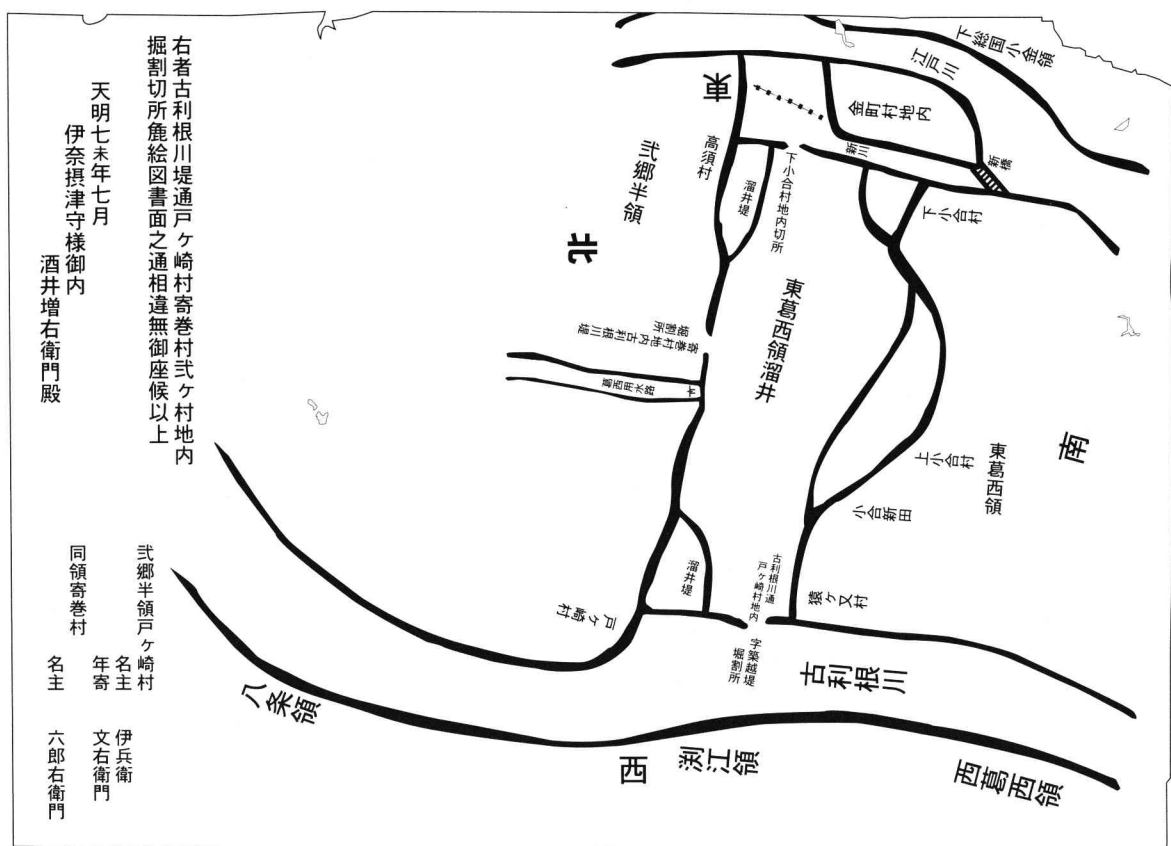 下総国小金領
江戸川
金町村地内
新橋
新川
東
高須村
弐郷半領
溜井堤
下小合村地内切所
下小合村
北
東葛西領溜井
寄巻村地内古利根川堤
堀割所
葛西用水路
南
東葛西領
上小合村
小合新田
猿ヶ又村
古利根川通
戸ヶ崎村地内
字築越堤
堀割所
溜井堤
戸ヶ崎村
古利根川
八条領
西
渕江領
西葛西領
右者古利根川堤通戸ヶ崎村寄巻村弐ヶ村地内
掘割切所麁絵図書面之通相違無御座候以上
天明七未年七月
伊奈摂津守様御内
酒井増右衛門殿
弐郷半領戸ヶ崎村
名主 伊兵衛
年寄 文右衛門
同領寄巻村
名主 六郎右衛門